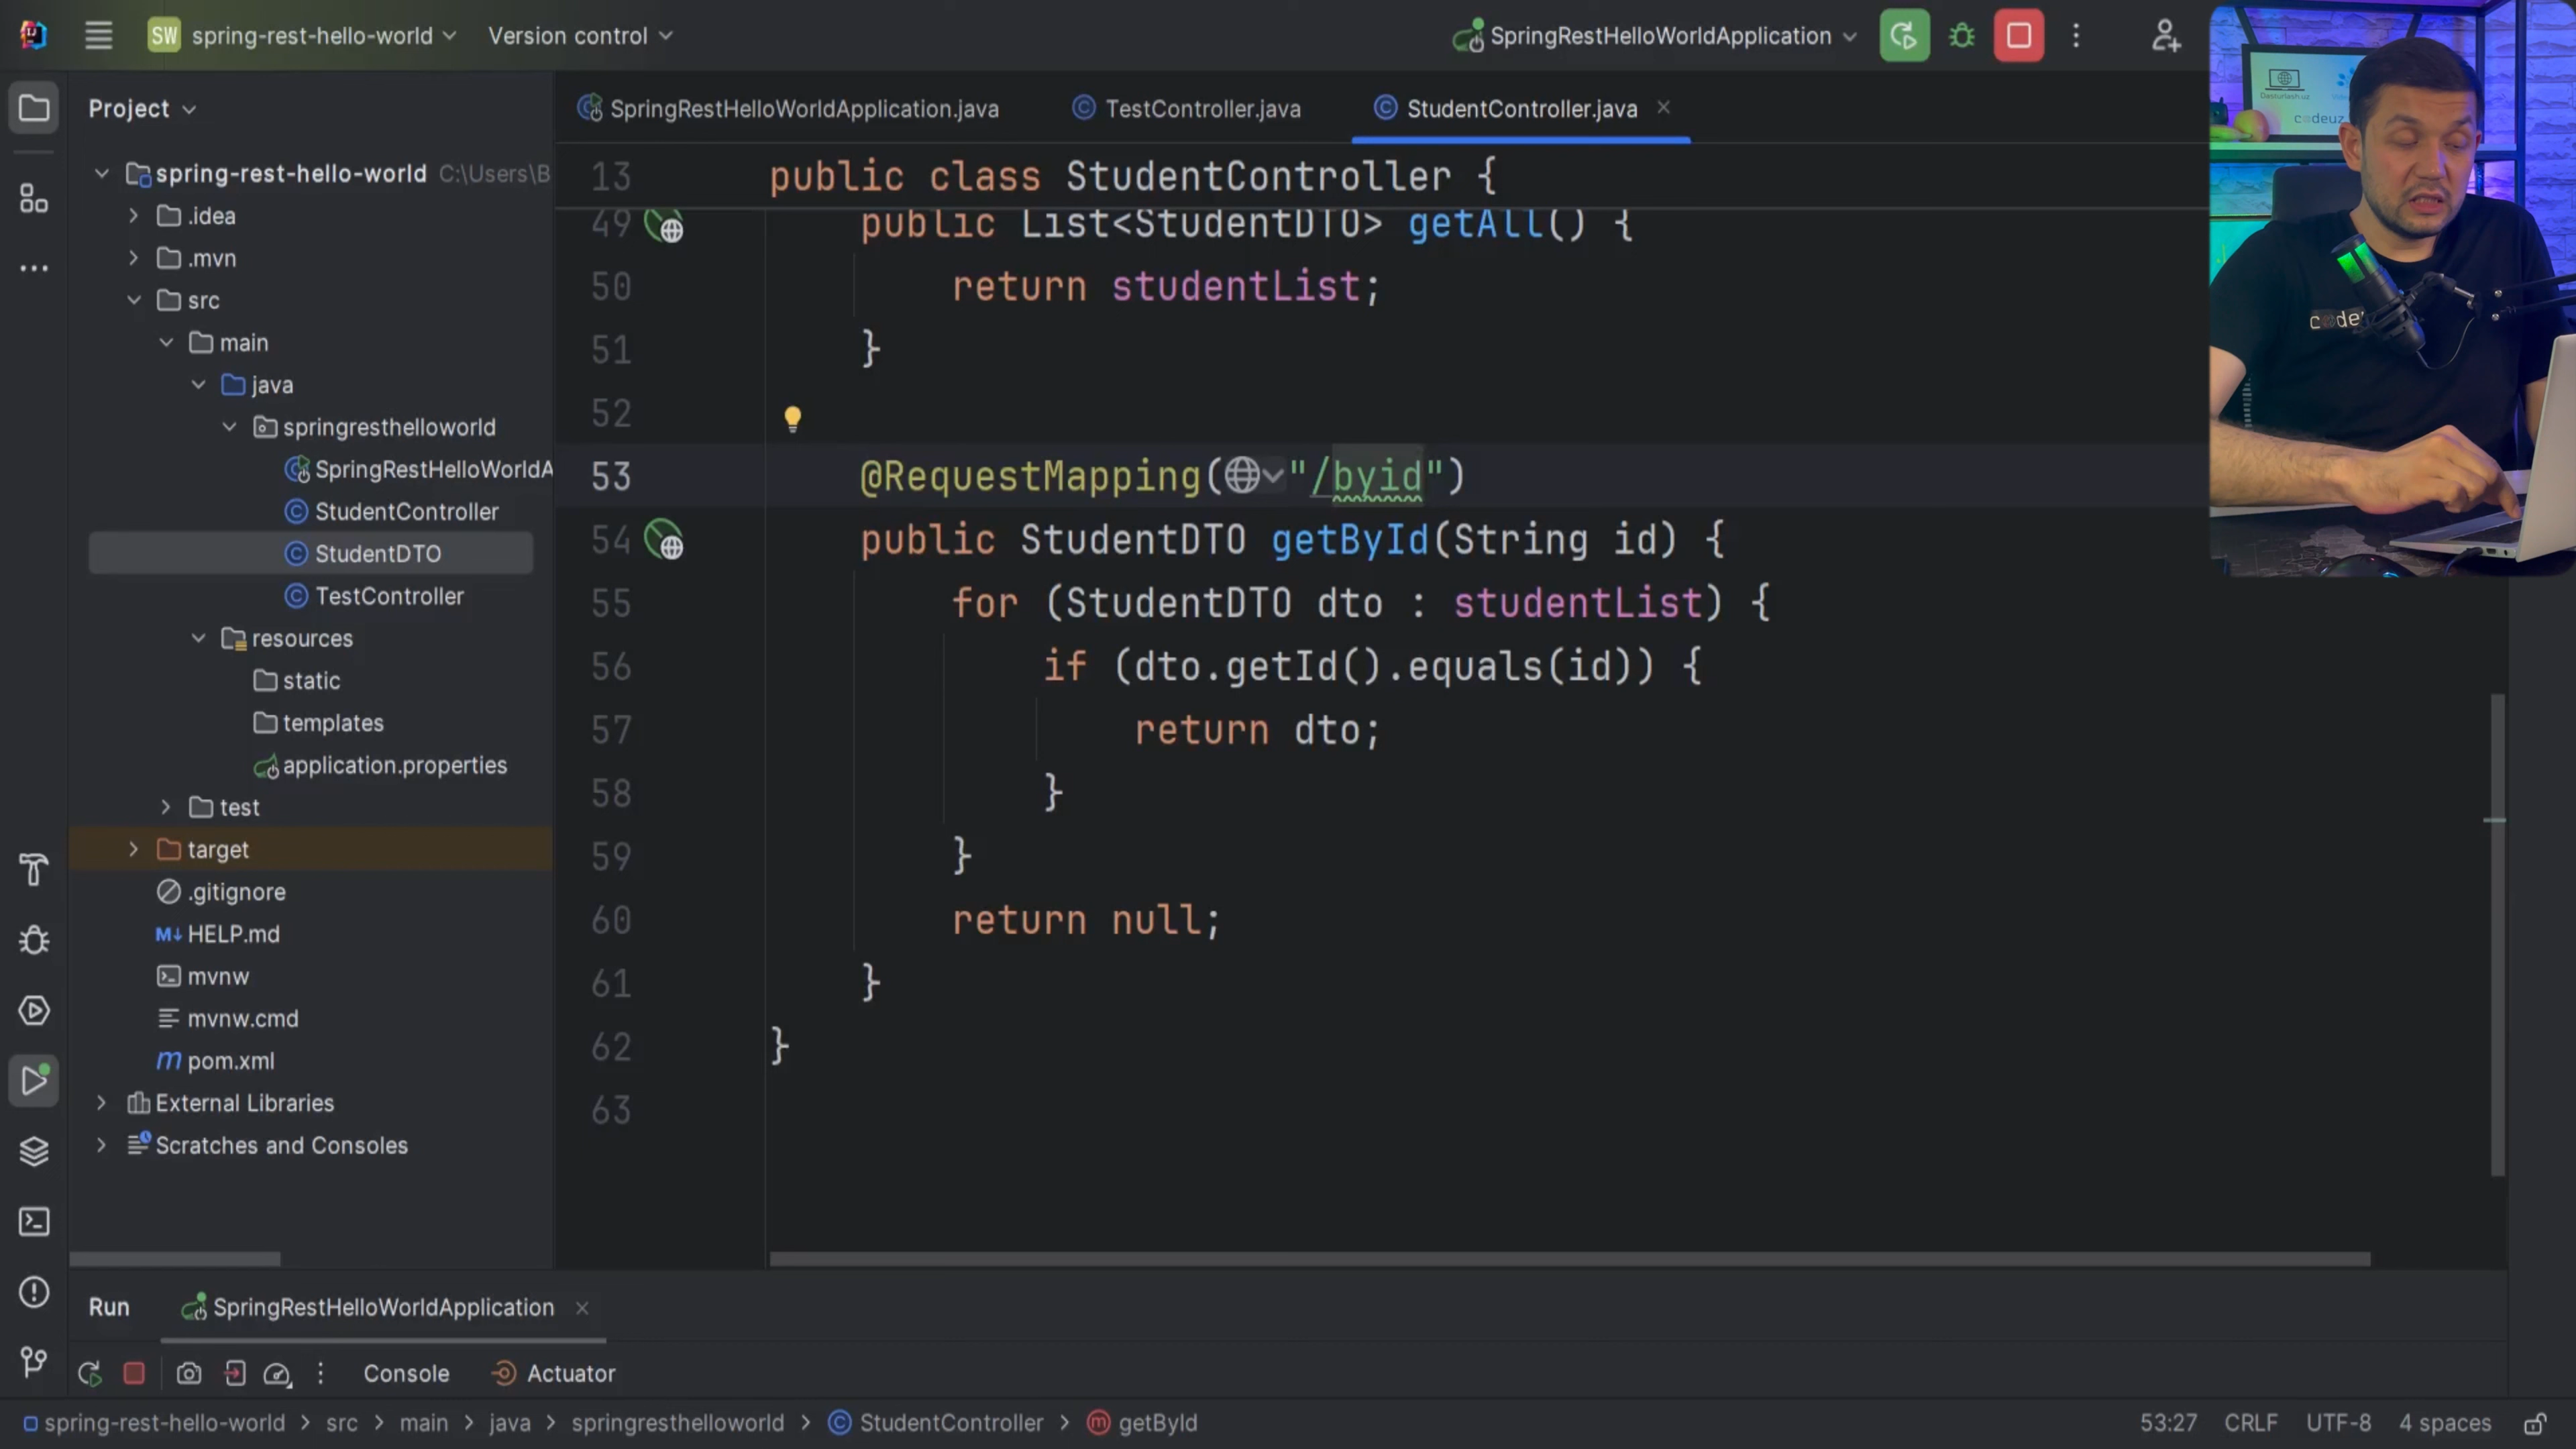 SW spring-rest-hello-world Version control SpringRestHelloWorldApplication
Project
SpringRestHelloWorldApplication.java TestController.java StudentController.java
spring-rest-hello-world C:\Users\B
.idea
.mvn
src
main
java
springresthelloworld
SpringRestHelloWorldA
StudentController
StudentDTO
TestController
resources
static
templates
application.properties
test
target
.gitignore
HELP.md
mvnw
mvnw.cmd
pom.xml
External Libraries
Scratches and Consoles
13 public class StudentController {
49 public List<StudentDTO> getAll() {
50 return studentList;
51 }
52
53 @RequestMapping("/byid")
54 public StudentDTO getById(String id) {
55 for (StudentDTO dto : studentList) {
56 if (dto.getId().equals(id)) {
57 return dto;
58 }
59 }
60 return null;
61 }
62 }
63
Dasturlash.uz
codeuz
Run SpringRestHelloWorldApplication
Console Actuator
spring-rest-hello-world > src > main > java > springresthelloworld > StudentController > getById 53:27 CRLF UTF-8 4 spaces